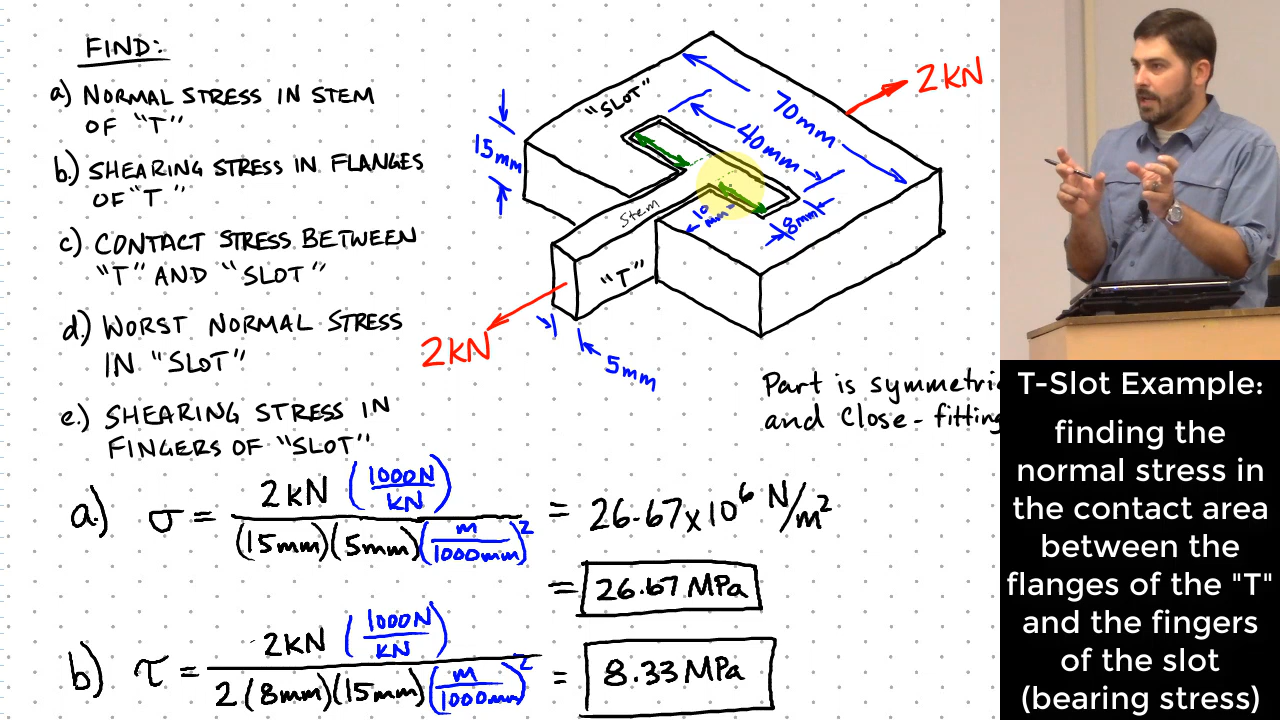 FIND:
a.) NORMAL STRESS IN STEM
OF "T"
b.) SHEARING STRESS IN FLANGES
OF "T"
c.) CONTACT STRESS BETWEEN
"T" AND "SLOT"
d.) WORST NORMAL STRESS
IN "SLOT"
e.) SHEARING STRESS IN
FINGERS OF "SLOT"
"SLOT"
2KN
70mm
40mm
15mm
Stem
10
mm
8mm
"T"
2KN
5mm
Part is symmetric
and Close-fitting
a.) σ = 2KN (1000N/KN) / (15mm)(5mm)(m/1000mm)² = 26.67x10⁶ N/m²
= 26.67 MPa
b.) τ = 2KN (1000N/KN) / 2(8mm)(15mm)(m/1000mm)² = 8.33 MPa
T-Slot Example:
finding the
normal stress in
the contact area
between the
flanges of the "T"
and the fingers
of the slot
(bearing stress)